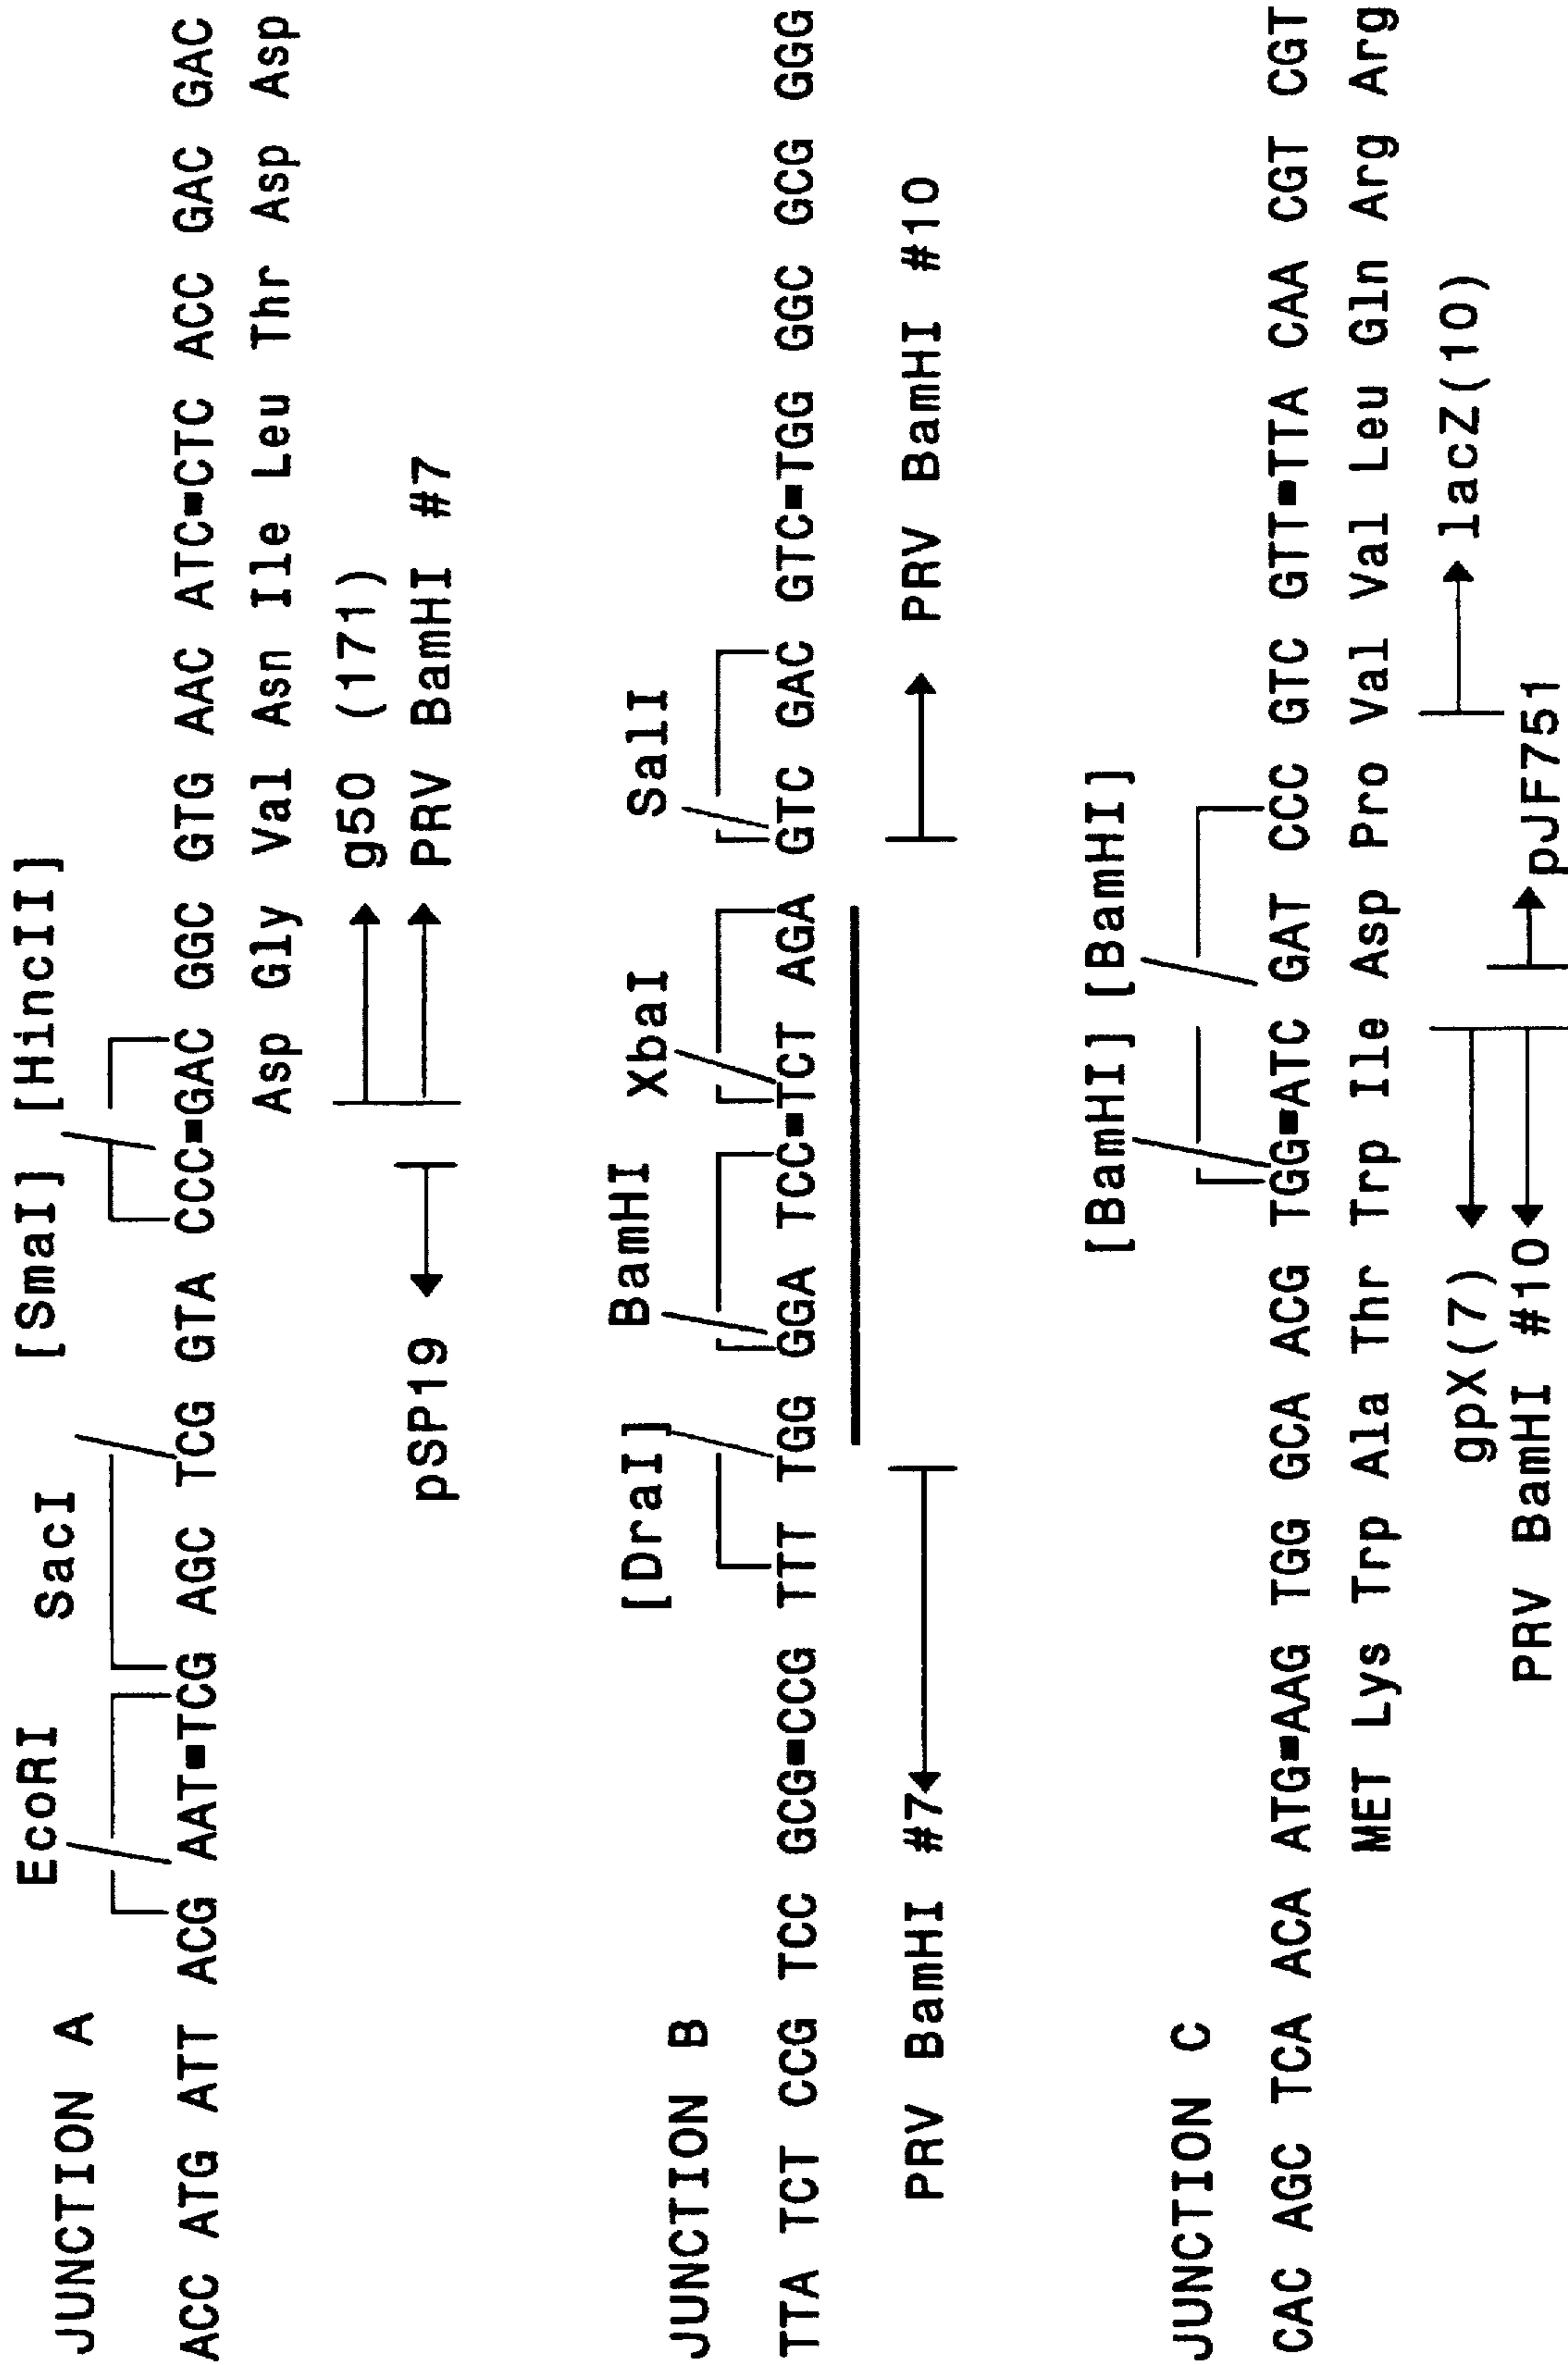 JUNCTION A
EcoRI SacI [SmaI] [HincII]
ACC ATG ATT ACG AAT▪TCG AGC TCG GTA CCC▪GAC GGC GTG AAC ATC▪CTC ACC GAC GAC
Asp Gly Val Asn Ile Leu Thr Asp Asp
g50 (171)
pSP19 PRV BamHI #7
JUNCTION B
[DraI] BamHI XbaI SalI
TTA TCT CCG TCC GCG▪CCG TTT TGG GGA TCC▪TCT AGA GTC GAC GTC▪TGG GGC GCG GGG
PRV BamHI #7 PRV BamHI #10
JUNCTION C
[BamHI] [BamHI]
CAC AGC TCA ACA ATG▪AAG TGG GCA ACG TGG▪ATC GAT CCC GTC GTT▪TTA CAA CGT CGT
MET Lys Trp Ala Thr Trp Ile Asp Pro Val Val Leu Gln Arg Arg
gpX(7) lacZ(10)
PRV BamHI #10 pJF751